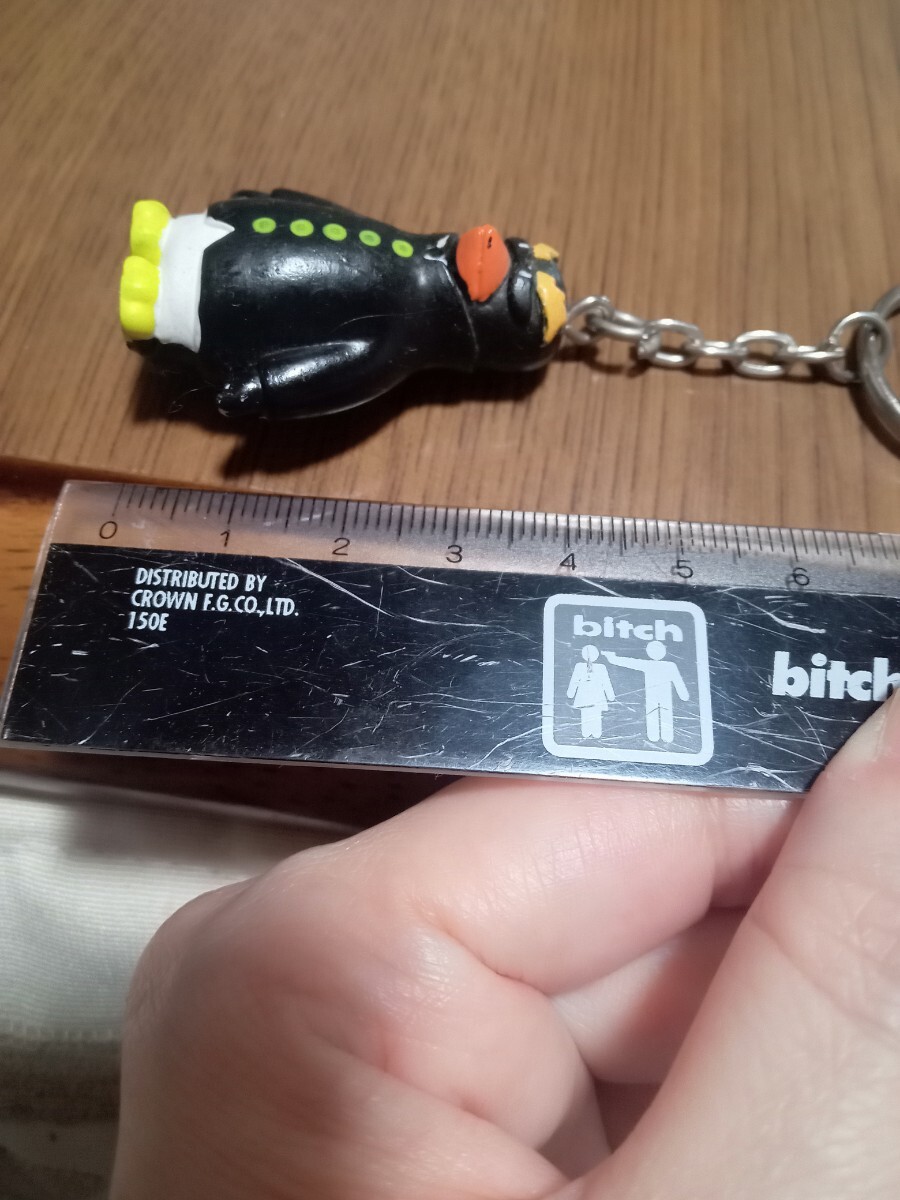 0 1 2 3 4 5 6
DISTRIBUTED BY
CROWN F.G.CO.,LTD.
150E
bitch
bitch